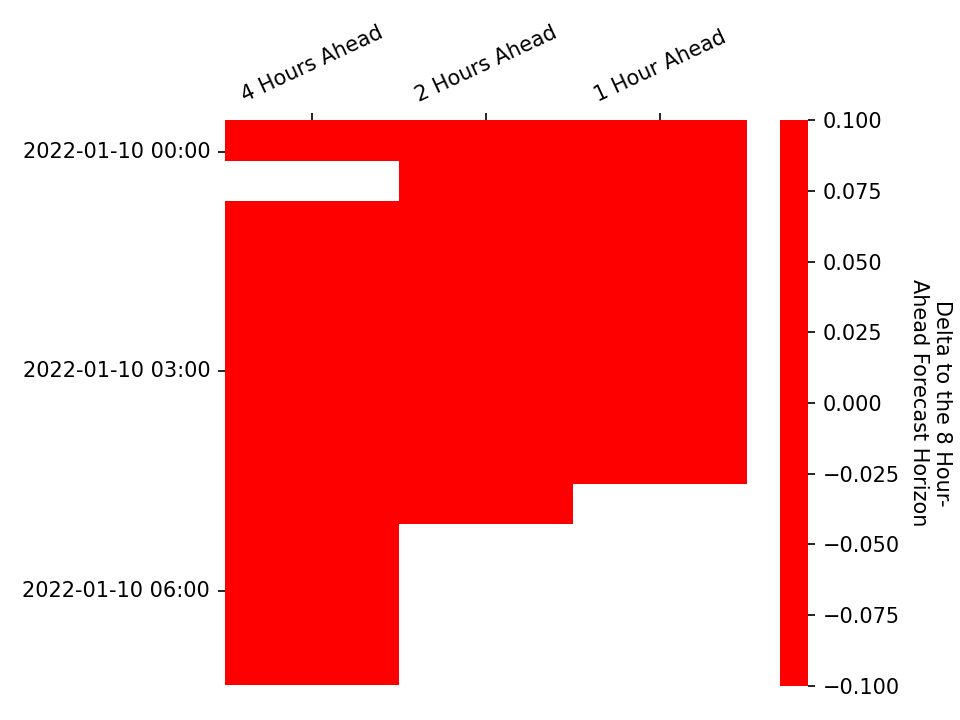 4 Hours Ahead
2 Hours Ahead
1 Hour Ahead
2022-01-10 00:00
2022-01-10 03:00
2022-01-10 06:00
0.100
0.075
0.050
0.025
0.000
−0.025
−0.050
−0.075
−0.100
Delta to the 8 Hour-
Ahead Forecast Horizon